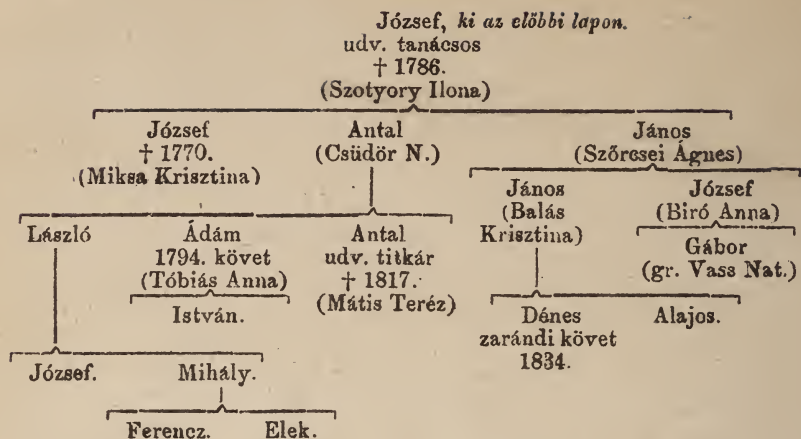 József, ki az előbbi lapon.
udv. tanácsos
† 1786.
(Szotyory Ilona)
József Antal János
† 1770. (Csüdör N.) (Szőrcsei Ágnes)
(Miksa Krisztina)
János József
(Balás (Biró Anna)
Krisztina)
László Ádám Antal
1794. követ udv. titkár
(Tóbiás Anna) † 1817.
(Mátis Teréz)
Gábor
(gr. Vass Nat.)
István.
Dénes Alajos.
zarándi követ
1834.
József. Mihály.
Ferencz. Elek.